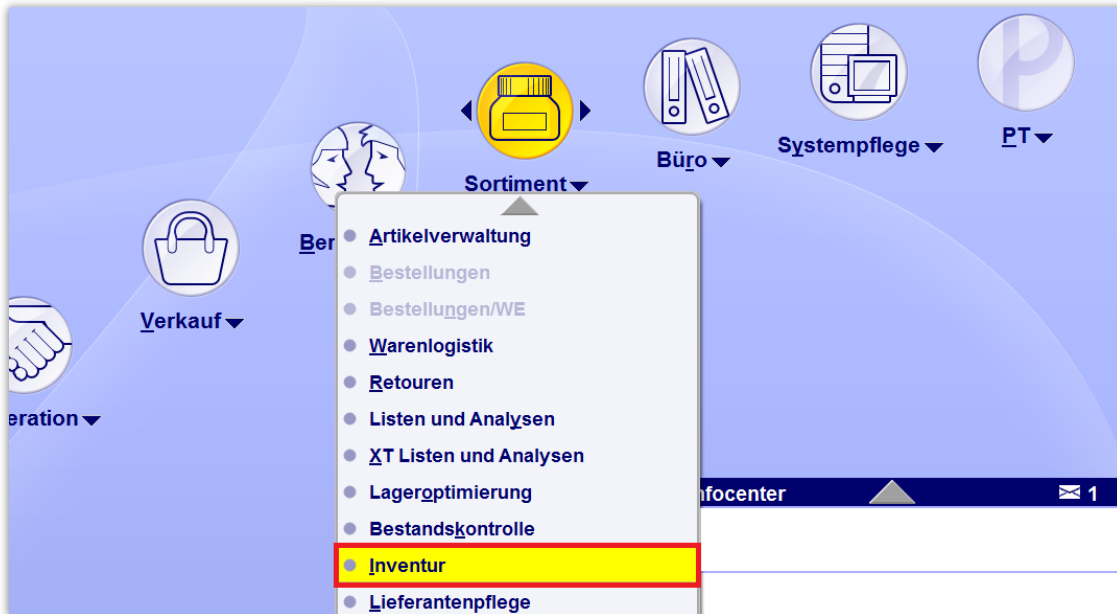 PT
Systempflege
Büro
Sortiment
Ber
Verkauf
eration
Artikelverwaltung
Bestellungen
Bestellungen/WE
Warenlogistik
Retouren
Listen und Analysen
XT Listen und Analysen
Lageroptimierung
Bestandskontrolle
Inventur
Lieferantenpflege
nfocenter
1